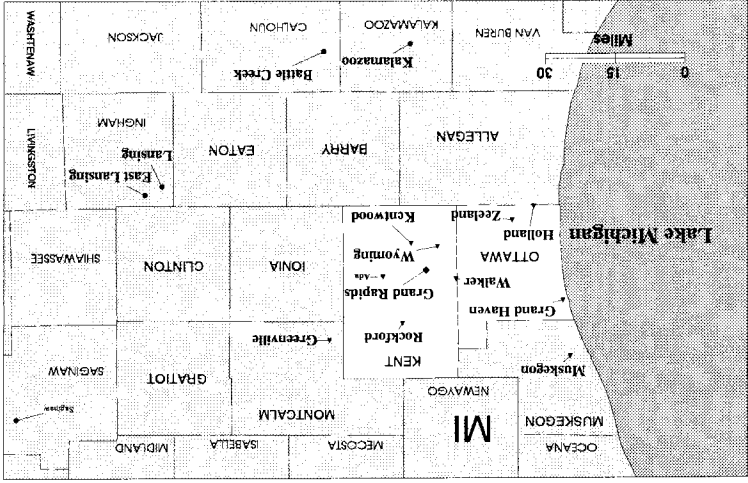 OCEANA
MECOSTA
ISABELLA
MIDLAND
MI
MUSKEGON
MONTCALM
Saginaw
NEWAYGO
GRATIOT
SAGINAW
Muskegon
KENT
Rockford
Greenville
Grand Haven
Grand Rapids
Walker
Ada
OTTAWA
IONIA
CLINTON
SHIAWASSEE
Wyoming
Lake Michigan
Holland
Zeeland
Kentwood
East Lansing
Lansing
ALLEGAN
BARRY
EATON
INGHAM
LIVINGSTON
0 15 30
Miles
Kalamazoo
Battle Creek
VAN BUREN
KALAMAZOO
CALHOUN
JACKSON
WASHTENAW